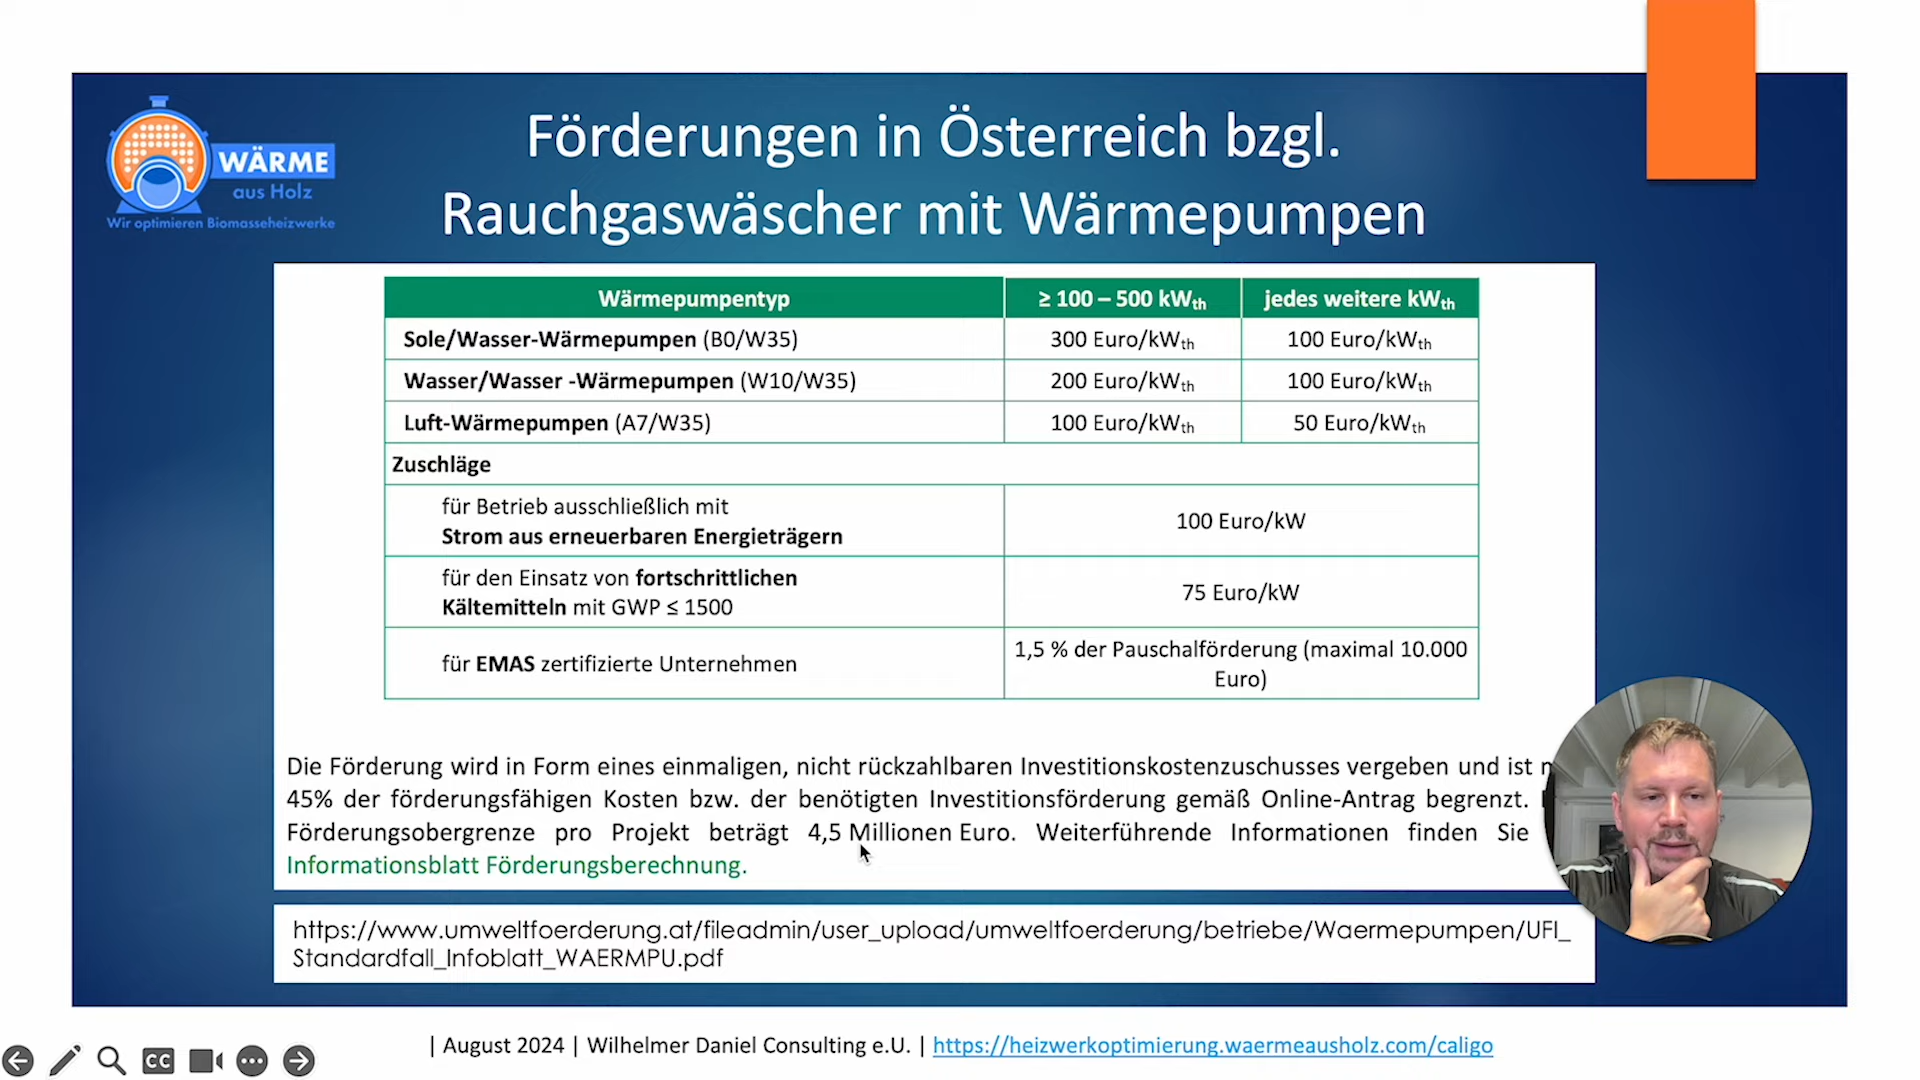 WÄRME
aus Holz
Wir optimieren Biomasseheizwerke
Förderungen in Österreich bzgl.
Rauchgaswäscher mit Wärmepumpen
Wärmepumpentyp ≥ 100 – 500 kWth jedes weitere kWth
Sole/Wasser-Wärmepumpen (B0/W35) 300 Euro/kWth 100 Euro/kWth
Wasser/Wasser -Wärmepumpen (W10/W35) 200 Euro/kWth 100 Euro/kWth
Luft-Wärmepumpen (A7/W35) 100 Euro/kWth 50 Euro/kWth
Zuschläge
für Betrieb ausschließlich mit
Strom aus erneuerbaren Energieträgern
100 Euro/kW
für den Einsatz von fortschrittlichen
Kältemitteln mit GWP ≤ 1500
75 Euro/kW
für EMAS zertifizierte Unternehmen
1,5 % der Pauschalförderung (maximal 10.000
Euro)
Die Förderung wird in Form eines einmaligen, nicht rückzahlbaren Investitionskostenzuschusses vergeben und ist
45% der förderungsfähigen Kosten bzw. der benötigten Investitionsförderung gemäß Online-Antrag begrenzt.
Förderungsobergrenze pro Projekt beträgt 4,5 Millionen Euro. Weiterführende Informationen finden Sie
Informationsblatt Förderungsberechnung.
https://www.umweltfoerderung.at/fileadmin/user_upload/umweltfoerderung/betriebe/Waermepumpen/UFI_
Standardfall_Infoblatt_WAERMPU.pdf
| August 2024 | Wilhelmer Daniel Consulting e.U. | https://heizwerkoptimierung.waermeausholz.com/caligo
CC